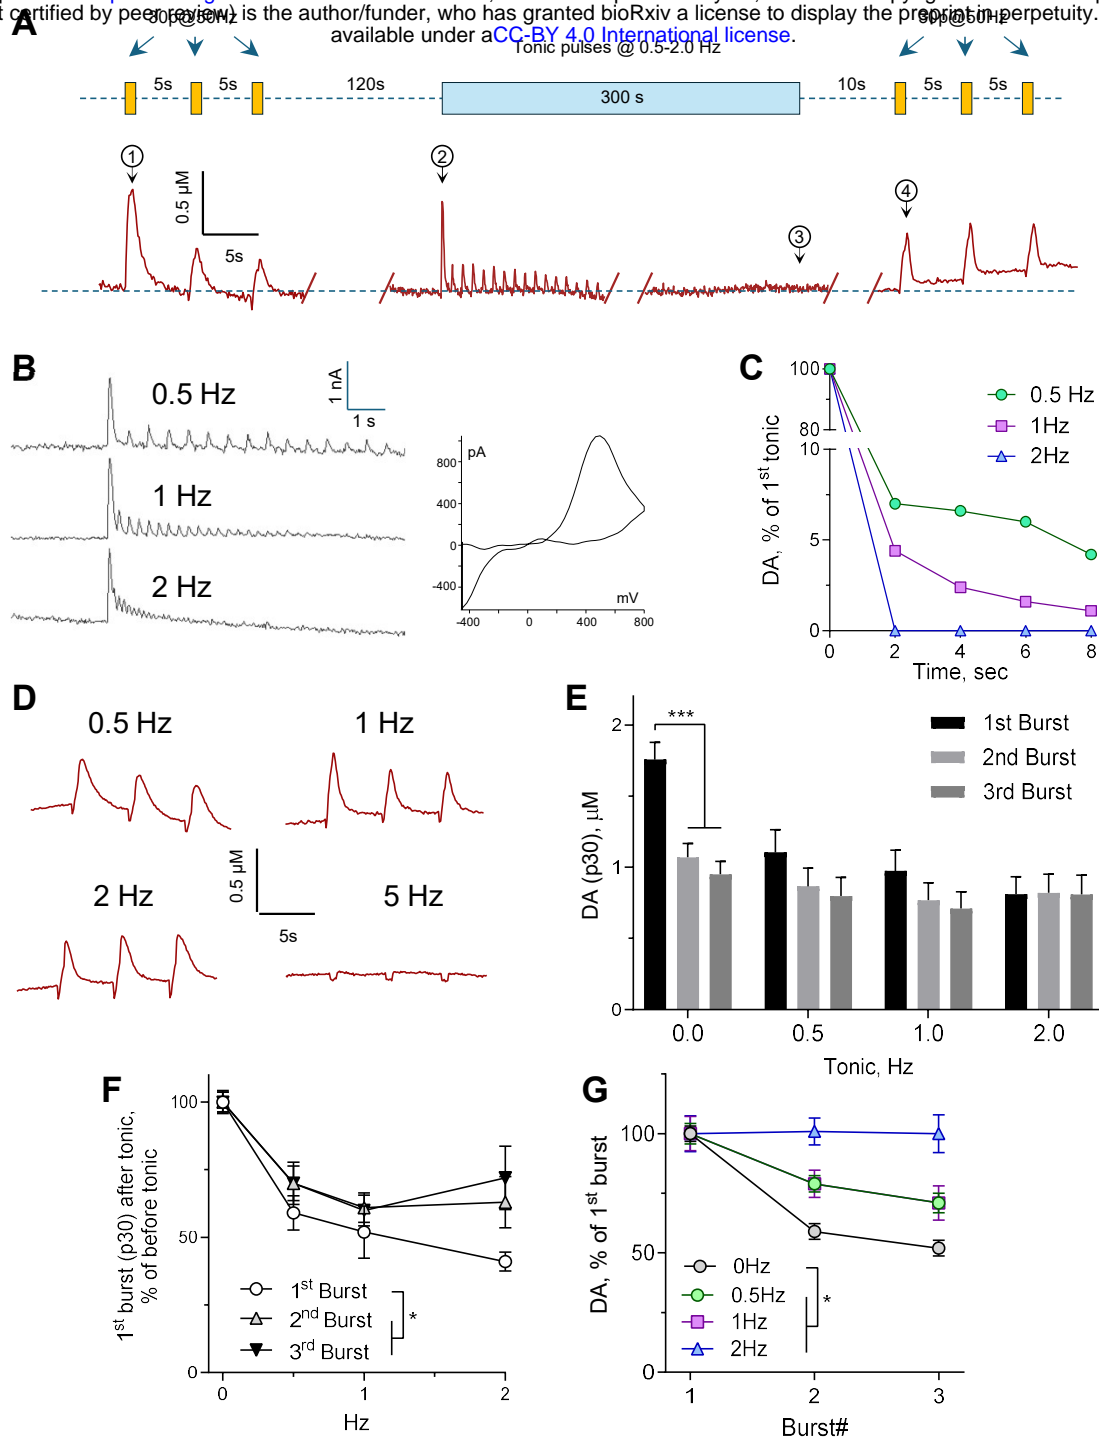 t certified by peer review) is the author/funder, who has granted bioRxiv a license to display the preprint in perpetuity.
available under aCC-BY 4.0 International license.
A
30p@50Hz
Tonic pulses @ 0.5-2.0 Hz
30p@50Hz
5s 5s 120s 300 s 10s 5s 5s
1 2 3 4
0.5 µM
5s
B
0.5 Hz
1 Hz
2 Hz
1 nA
1 s
pA
800
400
0
-400
-400 0 400 800
mV
C
DA, % of 1st tonic
100
80
10
5
0
0 2 4 6 8
Time, sec
0.5 Hz
1Hz
2Hz
D
0.5 Hz
1 Hz
2 Hz
5 Hz
0.5 µM
5s
E
DA (p30), µM
2
1
0
***
1st Burst
2nd Burst
3rd Burst
0.0 0.5 1.0 2.0
Tonic, Hz
F
1st burst (p30) after tonic,
% of before tonic
100
50
0
1st Burst
2nd Burst
3rd Burst
*
0 1 2
Hz
G
DA, % of 1st burst
100
50
0
0Hz
0.5Hz
1Hz
2Hz
*
1 2 3
Burst#